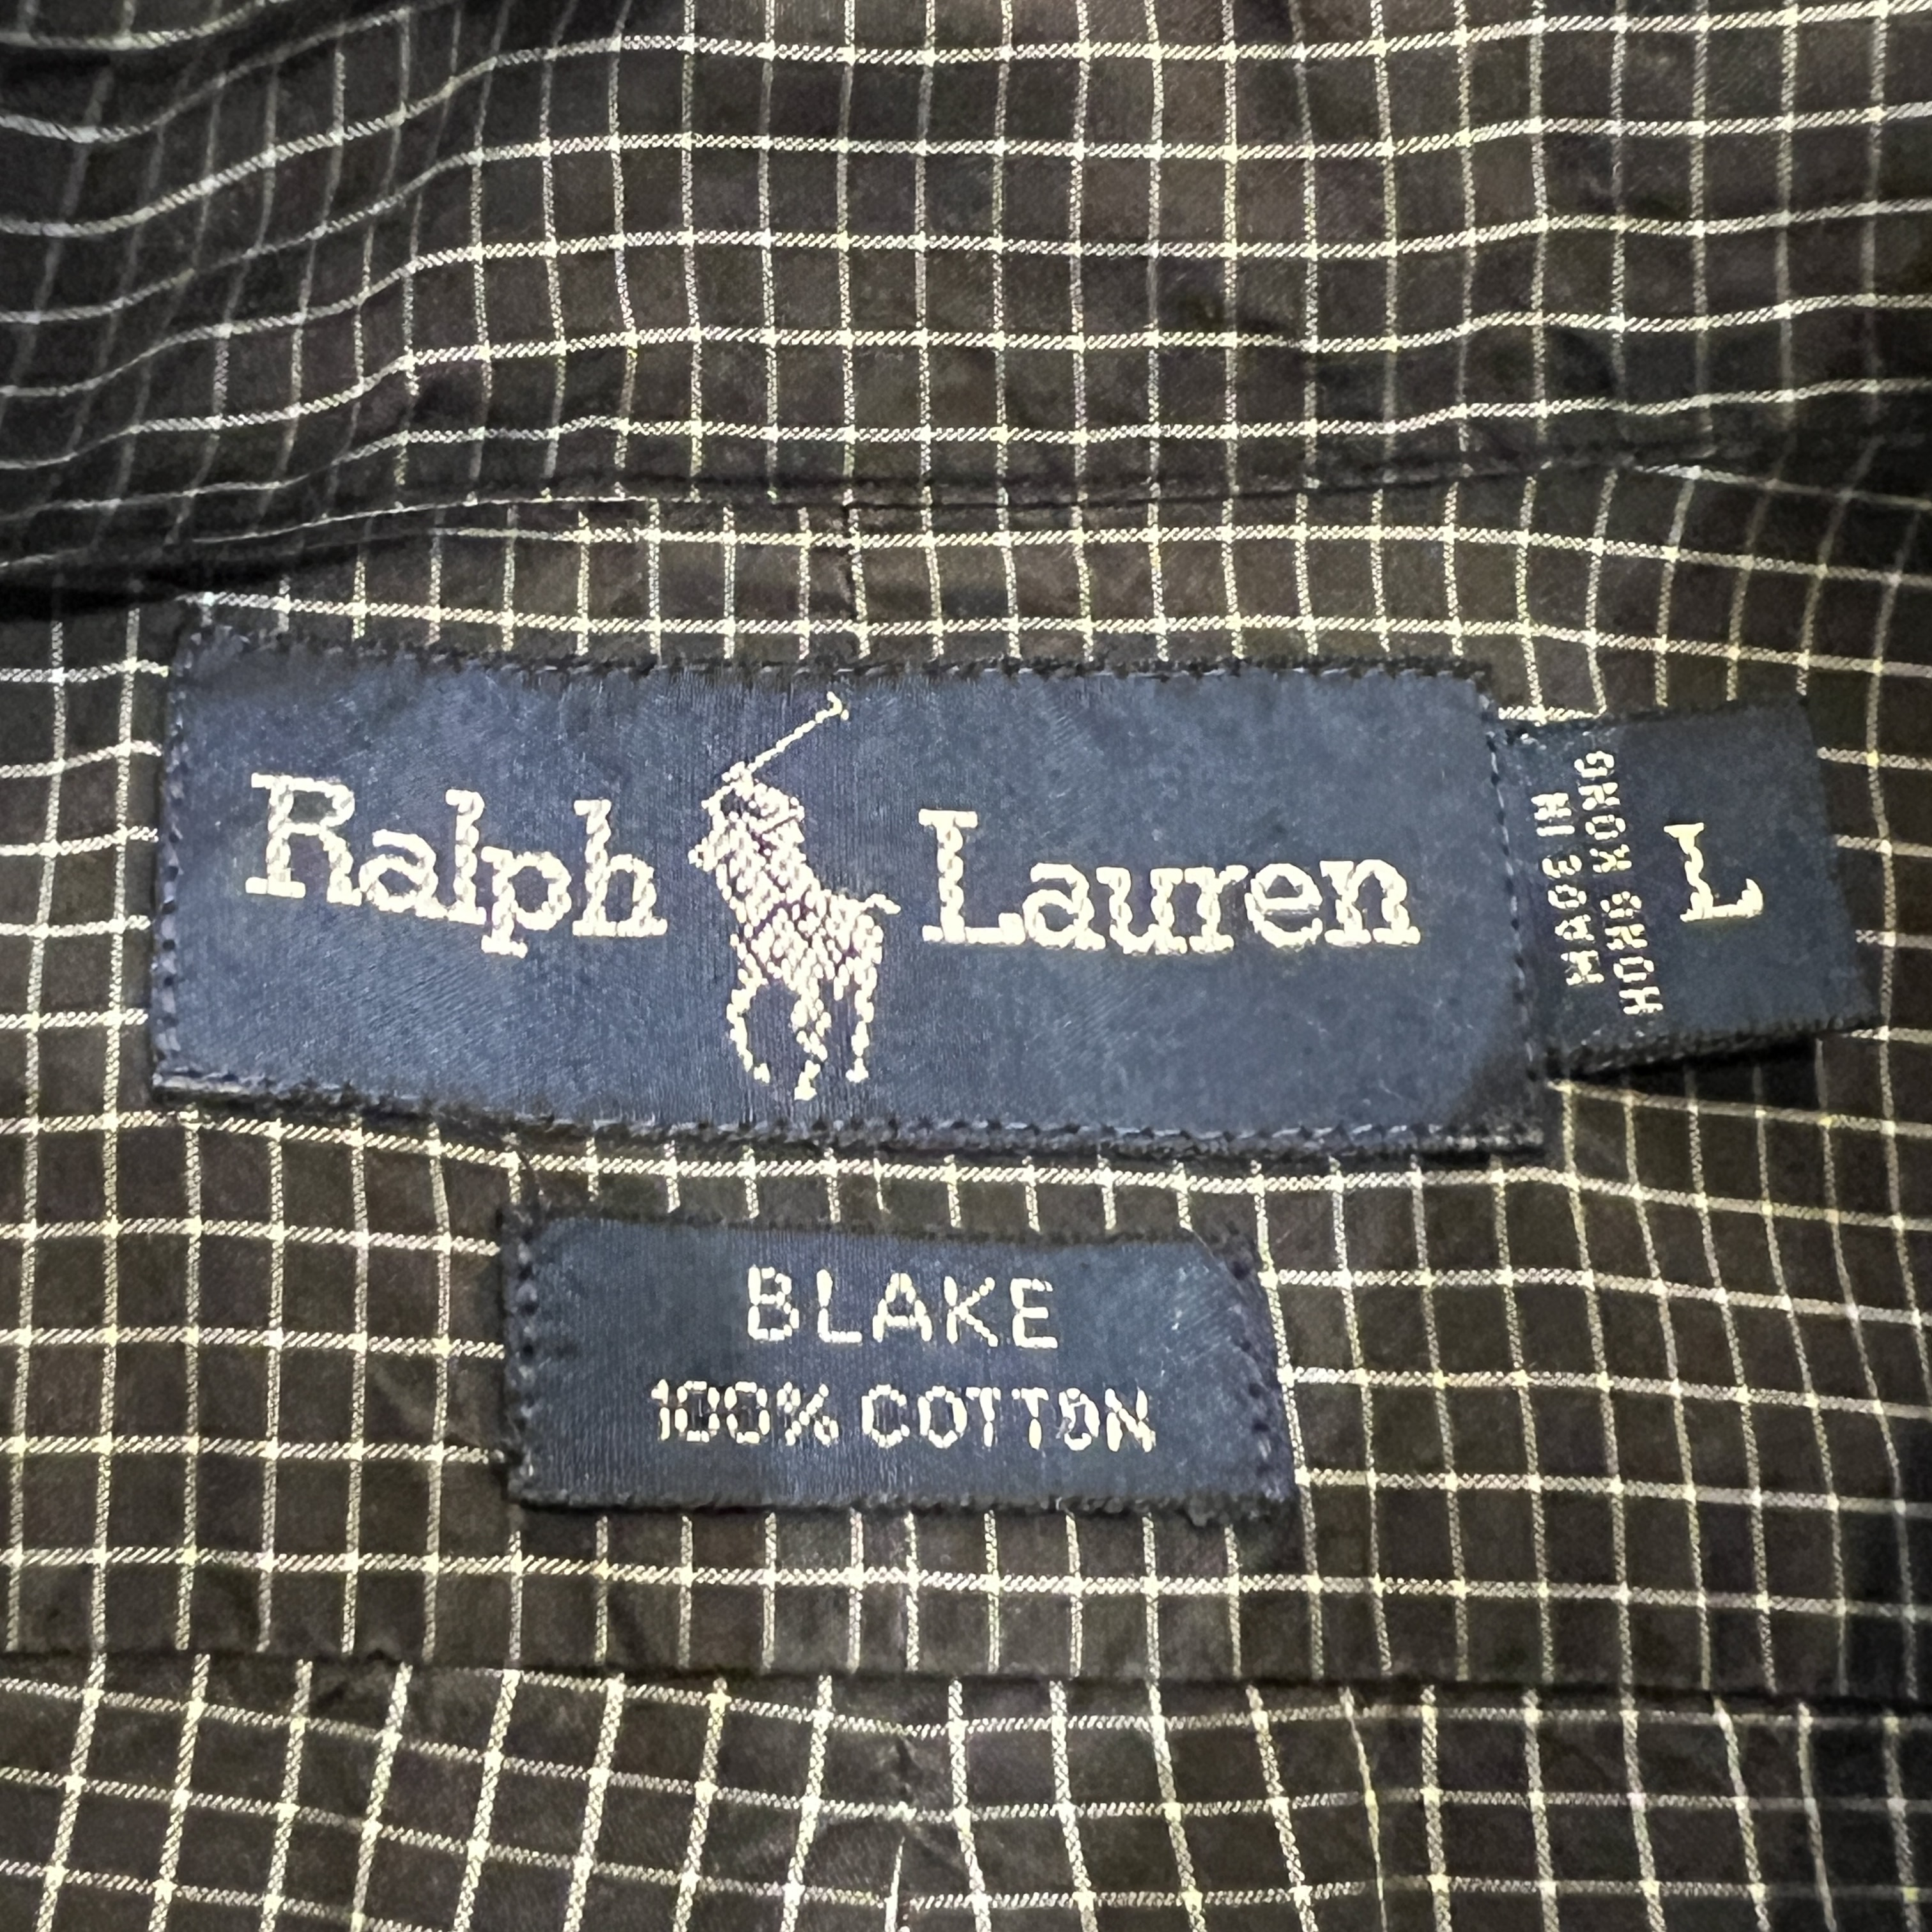 Ralph Lauren
MADE IN
HONG KONG
L
BLAKE
100% COTTON